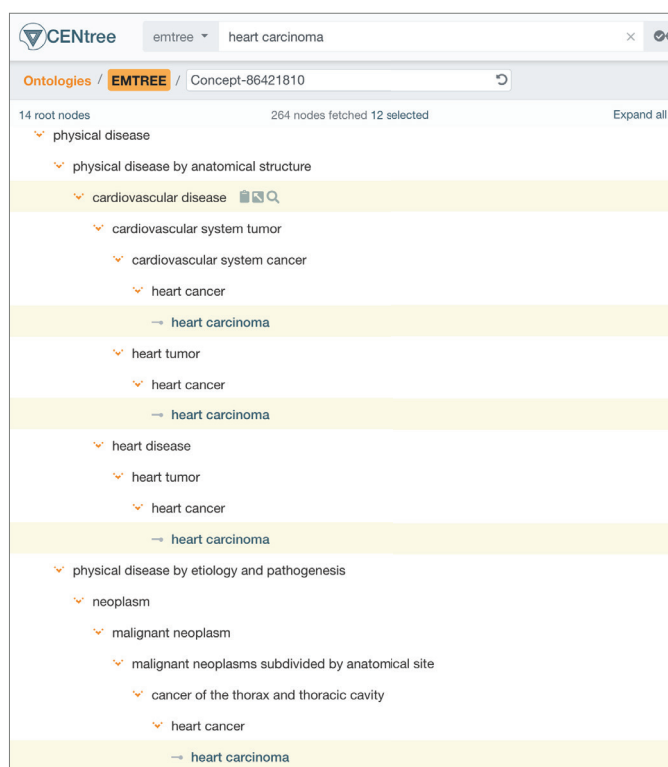 CENtree emtree heart carcinoma ×
Ontologies / EMTREE / Concept-86421810
14 root nodes 264 nodes fetched 12 selected Expand all
physical disease
physical disease by anatomical structure
cardiovascular disease
cardiovascular system tumor
cardiovascular system cancer
heart cancer
heart carcinoma
heart tumor
heart cancer
heart carcinoma
heart disease
heart tumor
heart cancer
heart carcinoma
physical disease by etiology and pathogenesis
neoplasm
malignant neoplasm
malignant neoplasms subdivided by anatomical site
cancer of the thorax and thoracic cavity
heart cancer
heart carcinoma